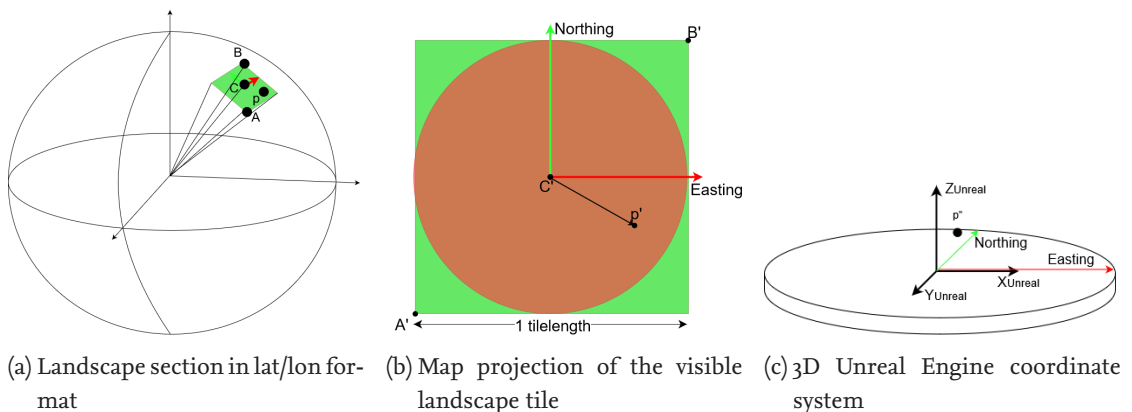 B
C
p
A
Northing
B'
C'
Easting
p'
A'
1 tilelength
ZUnreal
p"
Northing
Easting
XUnreal
YUnreal
(a) Landscape section in lat/lon for-
mat
(b) Map projection of the visible
landscape tile
(c) 3D Unreal Engine coordinate
system